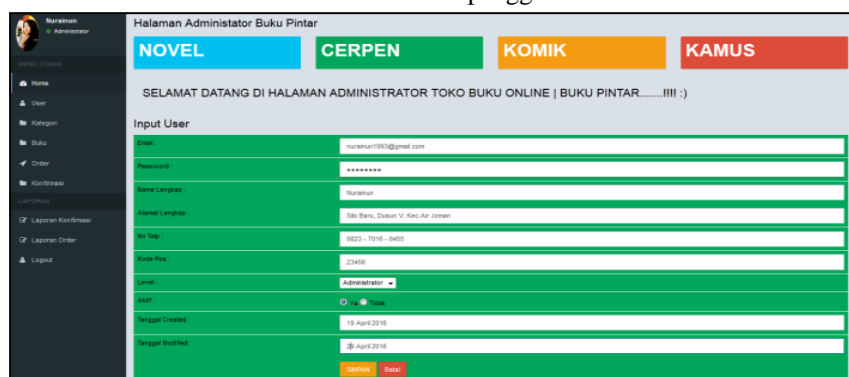 Nurainun
Administrator
MENU UTAMA
Home
User
Kategori
Buku
Order
Konfirmasi
LAPORAN
Laporan Konfirmasi
Laporan Order
Logout
Halaman Administator Buku Pintar
NOVEL CERPEN KOMIK KAMUS
SELAMAT DATANG DI HALAMAN ADMINISTRATOR TOKO BUKU ONLINE | BUKU PINTAR.......!!!! :)
Input User
Email : nurainun1993@gmail.com
Password : ••••••••
Nama Lengkap : Nurainun
Alamat Lengkap : Silo Baru, Dusun V, Kec.Air Joman
No Telp : 0823 - 7016 - 6455
Kode Pos : 23456
Level : Administrator
Aktif : Ya Tidak
Tanggal Created : 19 April 2016
Tanggal Modified: 20 April 2016
SIMPAN Batal